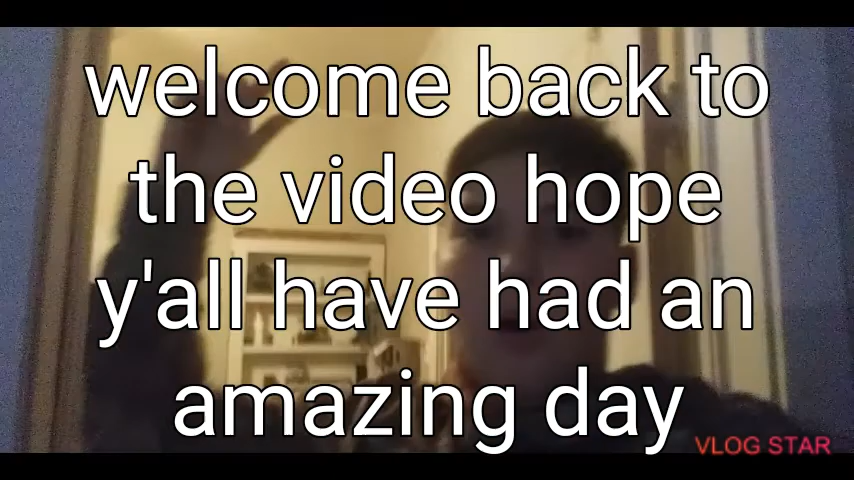 welcome back to
the video hope
y'all have had an
amazing day
VLOG STAR